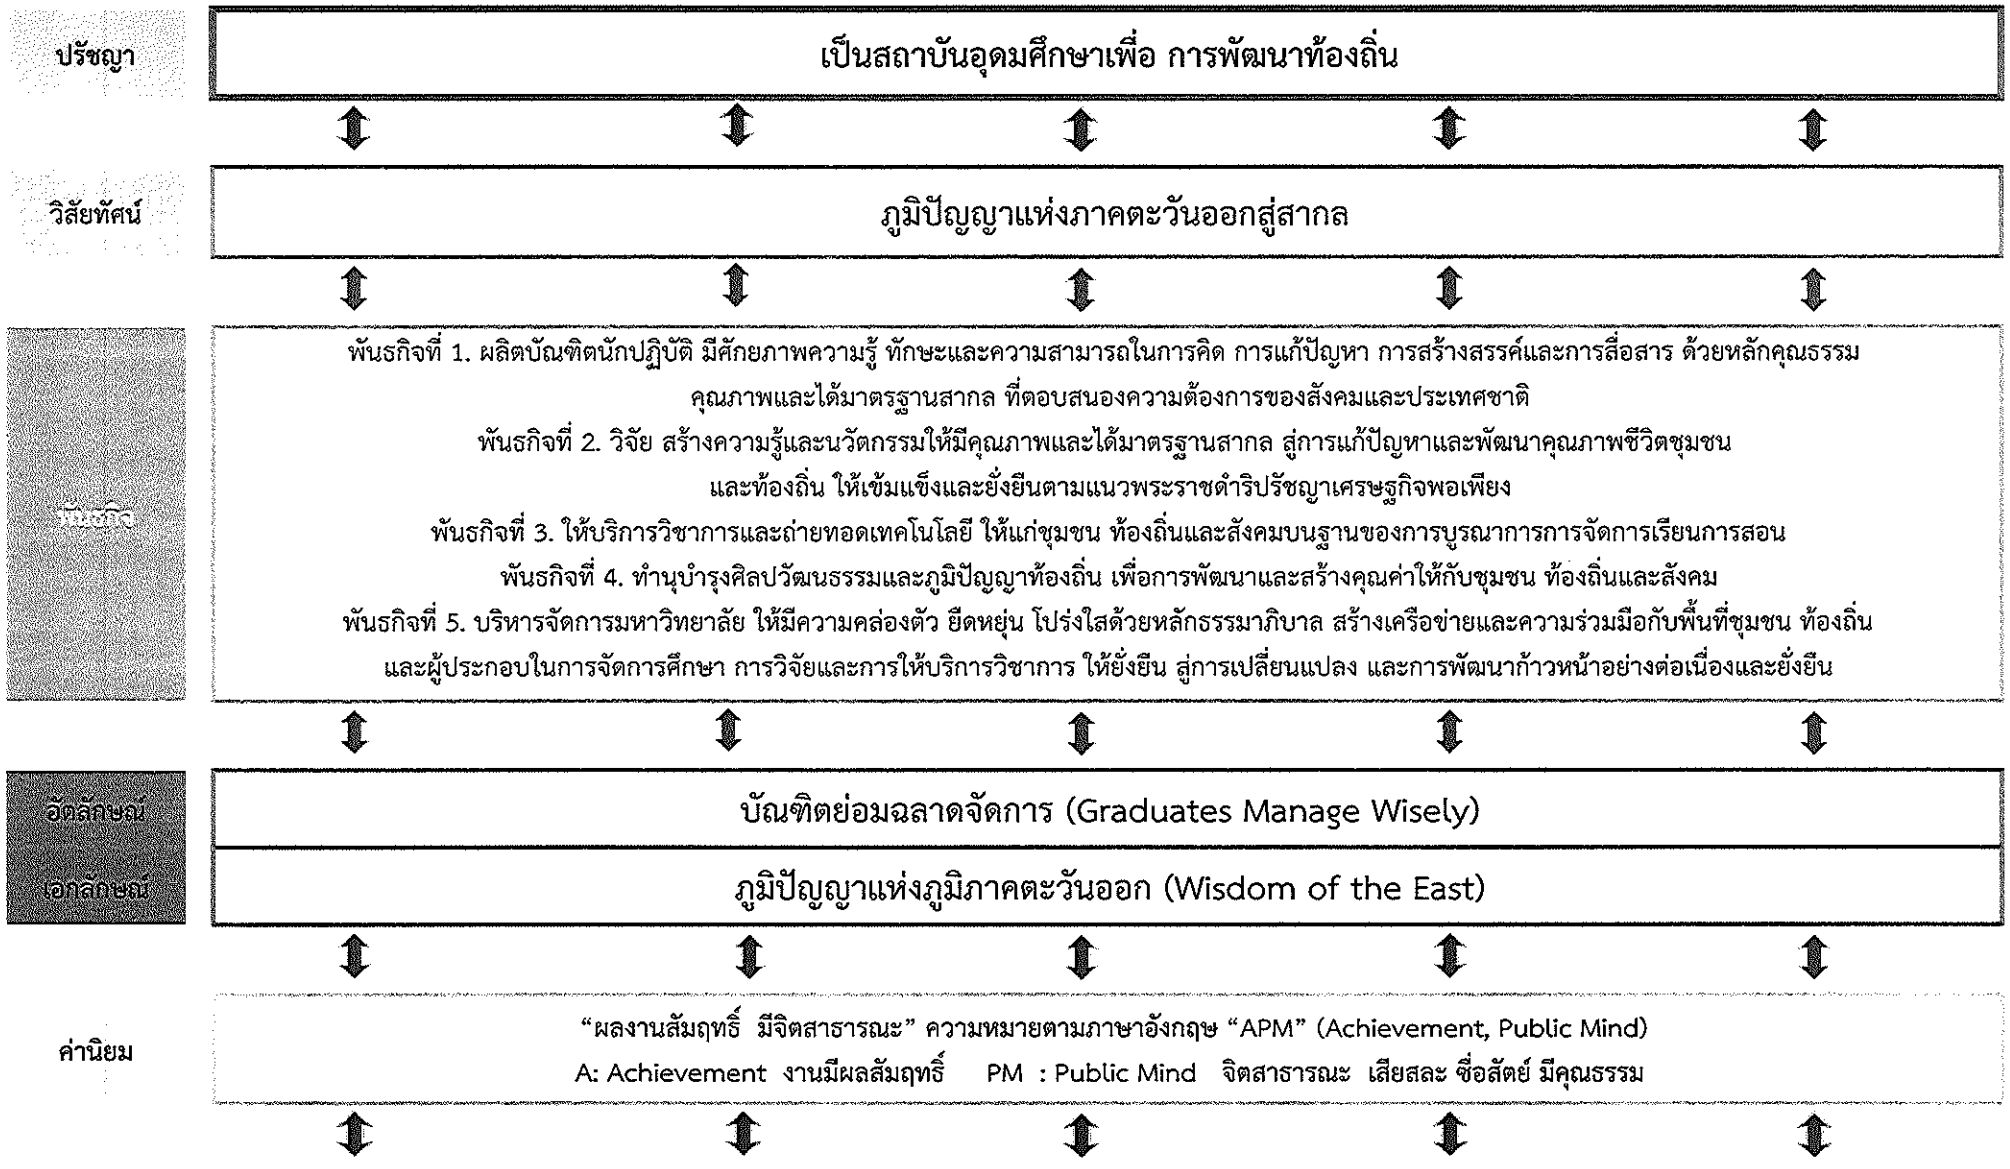 ปรัชญา
เป็นสถาบันอุดมศึกษาเพื่อ การพัฒนาท้องถิ่น
วิสัยทัศน์
ภูมิปัญญาแห่งภาคตะวันออกสู่สากล
พันธกิจ
พันธกิจที่ 1. ผลิตบัณฑิตนักปฏิบัติ มีศักยภาพความรู้ ทักษะและความสามารถในการคิด การแก้ปัญหา การสร้างสรรค์และการสื่อสาร ด้วยหลักคุณธรรม
คุณภาพและได้มาตรฐานสากล ที่ตอบสนองความต้องการของสังคมและประเทศชาติ
พันธกิจที่ 2. วิจัย สร้างความรู้และนวัตกรรมให้มีคุณภาพและได้มาตรฐานสากล สู่การแก้ปัญหาและพัฒนาคุณภาพชีวิตชุมชน
และท้องถิ่น ให้เข้มแข็งและยั่งยืนตามแนวพระราชดำริปรัชญาเศรษฐกิจพอเพียง
พันธกิจที่ 3. ให้บริการวิชาการและถ่ายทอดเทคโนโลยี ให้แก่ชุมชน ท้องถิ่นและสังคมบนฐานของการบูรณาการการจัดการเรียนการสอน
พันธกิจที่ 4. ทำนุบำรุงศิลปวัฒนธรรมและภูมิปัญญาท้องถิ่น เพื่อการพัฒนาและสร้างคุณค่าให้กับชุมชน ท้องถิ่นและสังคม
พันธกิจที่ 5. บริหารจัดการมหาวิทยาลัย ให้มีความคล่องตัว ยืดหยุ่น โปร่งใสด้วยหลักธรรมาภิบาล สร้างเครือข่ายและความร่วมมือกับพื้นที่ชุมชน ท้องถิ่น
และผู้ประกอบในการจัดการศึกษา การวิจัยและการให้บริการวิชาการ ให้ยั่งยืน สู่การเปลี่ยนแปลง และการพัฒนาก้าวหน้าอย่างต่อเนื่องและยั่งยืน
อัตลักษณ์
บัณฑิตย่อมฉลาดจัดการ (Graduates Manage Wisely)
เอกลักษณ์
ภูมิปัญญาแห่งภูมิภาคตะวันออก (Wisdom of the East)
ค่านิยม
“ผลงานสัมฤทธิ์ มีจิตสาธารณะ” ความหมายตามภาษาอังกฤษ “APM” (Achievement, Public Mind)
A: Achievement งานมีผลสัมฤทธิ์ PM : Public Mind จิตสาธารณะ เสียสละ ซื่อสัตย์ มีคุณธรรม